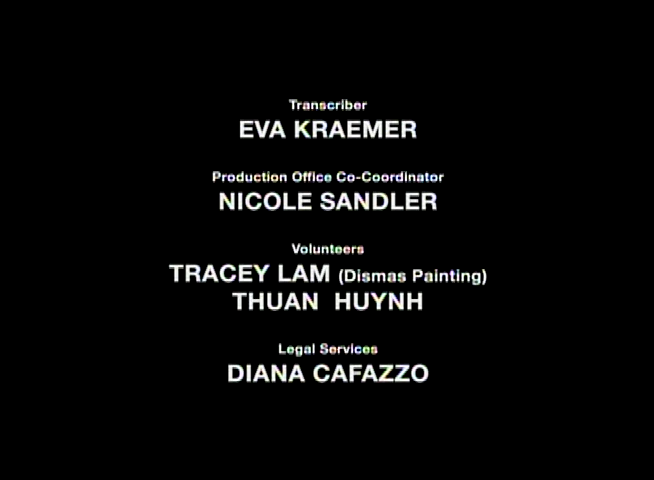 Transcriber
EVA KRAEMER
Production Office Co-Coordinator
NICOLE SANDLER
Volunteers
TRACEY LAM (Dismas Painting)
THUAN HUYNH
Legal Services
DIANA CAFAZZO